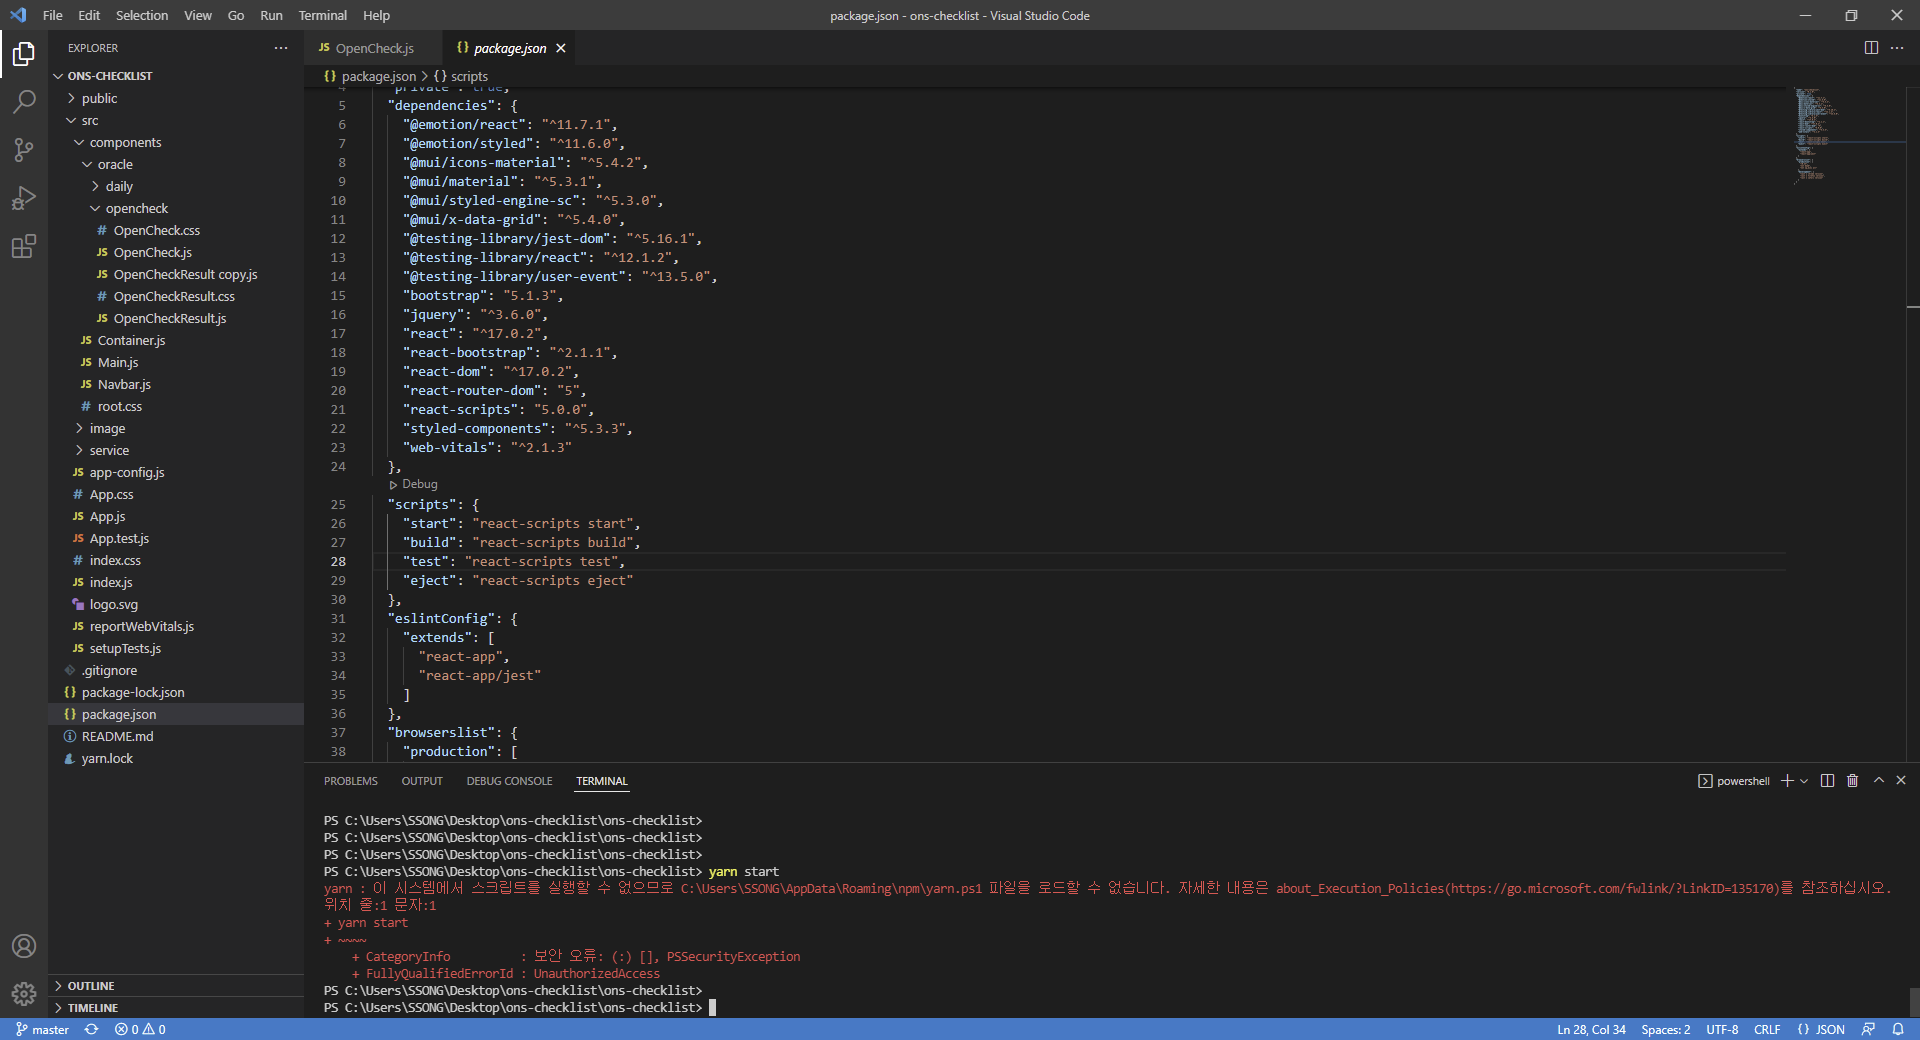 File Edit Selection View Go Run Terminal Help
package.json - ons-checklist - Visual Studio Code
EXPLORER
ONS-CHECKLIST
public
src
components
oracle
daily
opencheck
# OpenCheck.css
JS OpenCheck.js
JS OpenCheckResult copy.js
# OpenCheckResult.css
JS OpenCheckResult.js
JS Container.js
JS Main.js
JS Navbar.js
# root.css
image
service
JS app-config.js
# App.css
JS App.js
JS App.test.js
# index.css
JS index.js
logo.svg
JS reportWebVitals.js
JS setupTests.js
.gitignore
{} package-lock.json
{} package.json
README.md
yarn.lock
OUTLINE
TIMELINE
JS OpenCheck.js
{} package.json
{} package.json > {} scripts
4 "private": true,
5 "dependencies": {
6 "@emotion/react": "^11.7.1",
7 "@emotion/styled": "^11.6.0",
8 "@mui/icons-material": "^5.4.2",
9 "@mui/material": "^5.3.1",
10 "@mui/styled-engine-sc": "^5.3.0",
11 "@mui/x-data-grid": "^5.4.0",
12 "@testing-library/jest-dom": "^5.16.1",
13 "@testing-library/react": "^12.1.2",
14 "@testing-library/user-event": "^13.5.0",
15 "bootstrap": "5.1.3",
16 "jquery": "^3.6.0",
17 "react": "^17.0.2",
18 "react-bootstrap": "^2.1.1",
19 "react-dom": "^17.0.2",
20 "react-router-dom": "5",
21 "react-scripts": "5.0.0",
22 "styled-components": "^5.3.3",
23 "web-vitals": "^2.1.3"
24 },
Debug
25 "scripts": {
26 "start": "react-scripts start",
27 "build": "react-scripts build",
28 "test": "react-scripts test",
29 "eject": "react-scripts eject"
30 },
31 "eslintConfig": {
32 "extends": [
33 "react-app",
34 "react-app/jest"
35 ]
36 },
37 "browserslist": {
38 "production": [
PROBLEMS OUTPUT DEBUG CONSOLE TERMINAL
powershell
PS C:\Users\SSONG\Desktop\ons-checklist\ons-checklist>
PS C:\Users\SSONG\Desktop\ons-checklist\ons-checklist>
PS C:\Users\SSONG\Desktop\ons-checklist\ons-checklist>
PS C:\Users\SSONG\Desktop\ons-checklist\ons-checklist> yarn start
yarn : 이 시스템에서 스크립트를 실행할 수 없으므로 C:\Users\SSONG\AppData\Roaming\npm\yarn.ps1 파일을 로드할 수 없습니다. 자세한 내용은 about_Execution_Policies(https://go.microsoft.com/fwlink/?LinkID=135170)를 참조하십시오.
위치 줄:1 문자:1
+ yarn start
+ ~~~~
+ CategoryInfo : 보안 오류: (:) [], PSSecurityException
+ FullyQualifiedErrorId : UnauthorizedAccess
PS C:\Users\SSONG\Desktop\ons-checklist\ons-checklist>
PS C:\Users\SSONG\Desktop\ons-checklist\ons-checklist>
master 0 0
Ln 28, Col 34 Spaces: 2 UTF-8 CRLF {} JSON